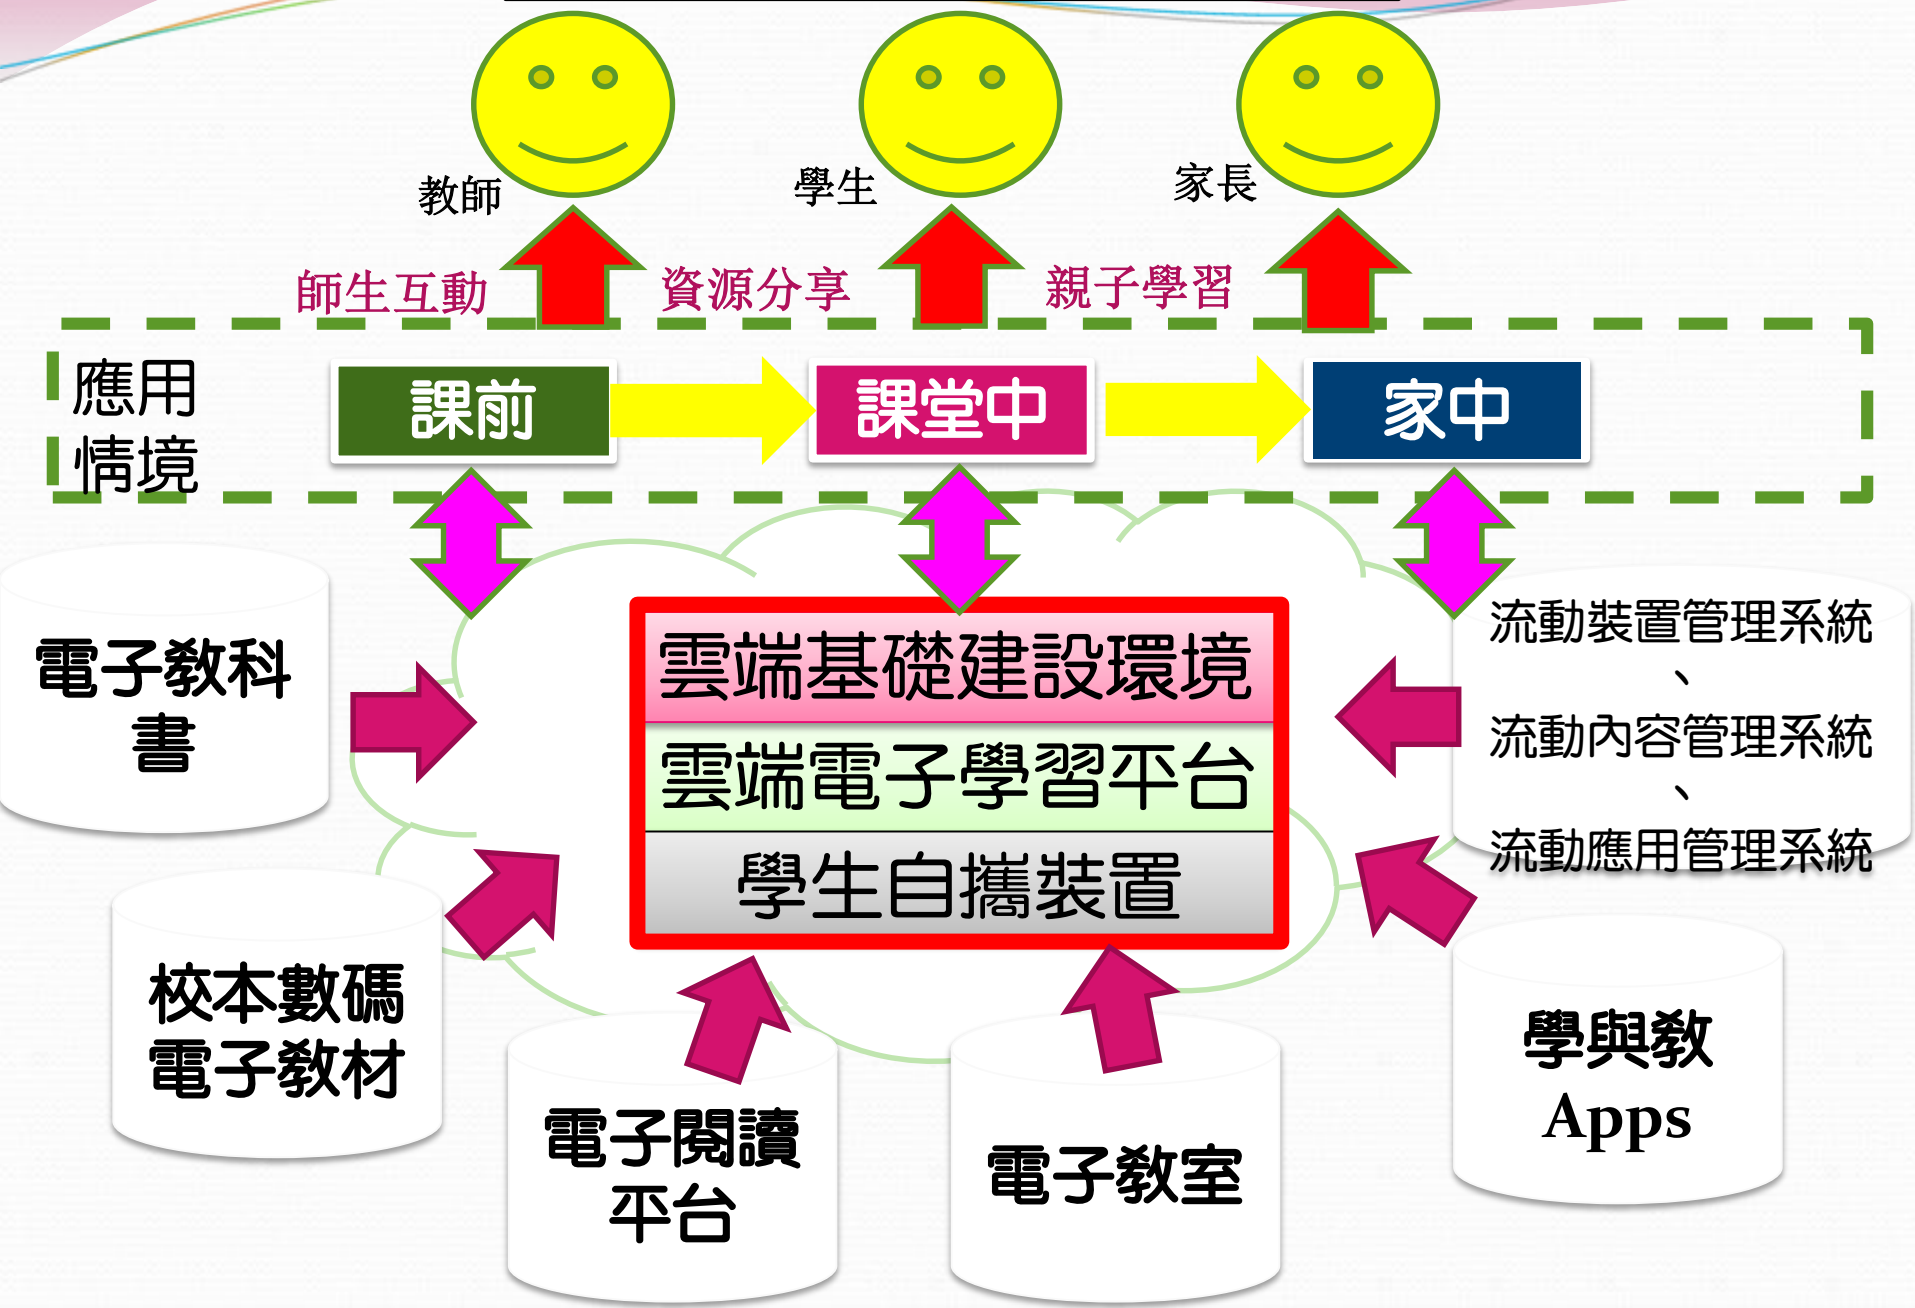 教師
學生
家長
師生互動
資源分享
親子學習
應用
情境
課前
課堂中
家中
雲端基礎建設環境
雲端電子學習平台
學生自攜裝置
電子教科
書
流動裝置管理系統
、
流動內容管理系統
、
流動應用管理系統
校本數碼
電子教材
電子閱讀
平台
電子教室
學與教
Apps